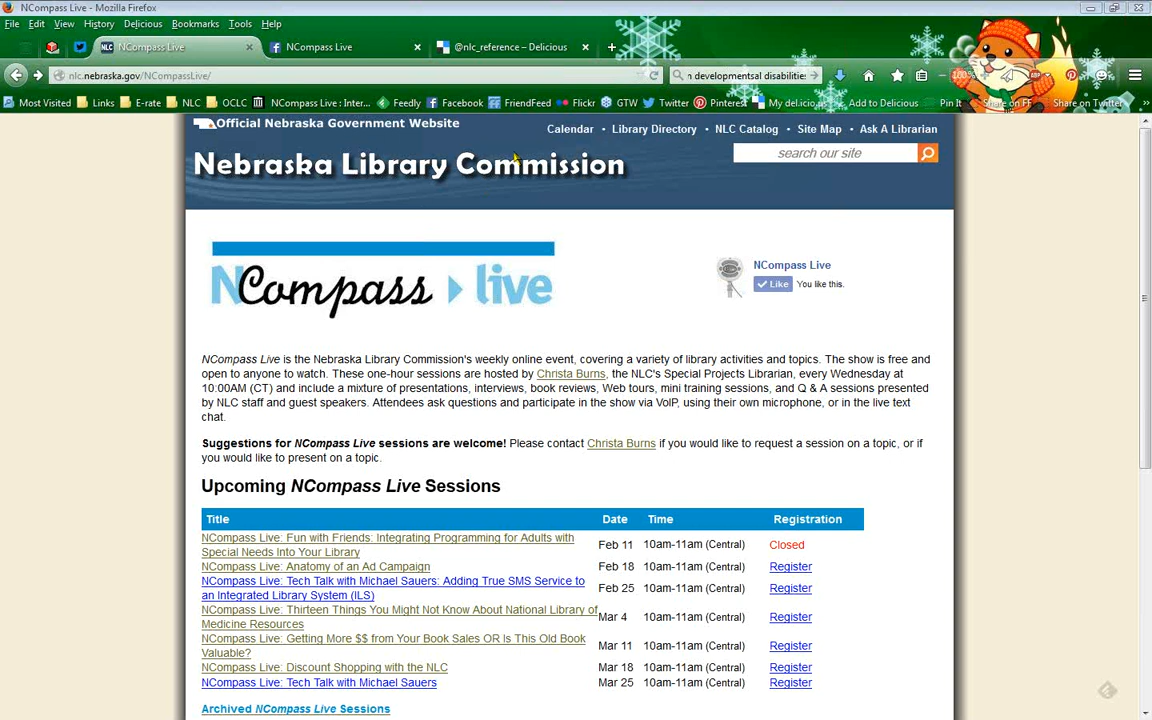 NCompass Live - Mozilla Firefox
File Edit View History Delicious Bookmarks Tools Help
NLC NCompass Live × NCompass Live × @nlc_reference – Delicious × +
nlc.nebraska.gov/NCompassLive/ n developmentsal disabilities 100% ABP
Most Visited Links E-rate NLC OCLC NCompass Live : Inter... Feedly Facebook FriendFeed Flickr GTW Twitter Pinterest My del.icio.us Add to Delicious Pin It Share on FF Share on Twitter
Official Nebraska Government Website
Calendar • Library Directory • NLC Catalog • Site Map • Ask A Librarian
Nebraska Library Commission
search our site
NCompass live
NCompass Live
Like You like this.
NCompass Live is the Nebraska Library Commission's weekly online event, covering a variety of library activities and topics. The show is free and
open to anyone to watch. These one-hour sessions are hosted by Christa Burns, the NLC's Special Projects Librarian, every Wednesday at
10:00AM (CT) and include a mixture of presentations, interviews, book reviews, Web tours, mini training sessions, and Q & A sessions presented
by NLC staff and guest speakers. Attendees ask questions and participate in the show via VoIP, using their own microphone, or in the live text
chat.
Suggestions for NCompass Live sessions are welcome! Please contact Christa Burns if you would like to request a session on a topic, or if
you would like to present on a topic.
Upcoming NCompass Live Sessions
Title Date Time Registration
NCompass Live: Fun with Friends: Integrating Programming for Adults with
Special Needs Into Your Library Feb 11 10am-11am (Central) Closed
NCompass Live: Anatomy of an Ad Campaign Feb 18 10am-11am (Central) Register
NCompass Live: Tech Talk with Michael Sauers: Adding True SMS Service to
an Integrated Library System (ILS) Feb 25 10am-11am (Central) Register
NCompass Live: Thirteen Things You Might Not Know About National Library of
Medicine Resources Mar 4 10am-11am (Central) Register
NCompass Live: Getting More $$ from Your Book Sales OR Is This Old Book
Valuable? Mar 11 10am-11am (Central) Register
NCompass Live: Discount Shopping with the NLC Mar 18 10am-11am (Central) Register
NCompass Live: Tech Talk with Michael Sauers Mar 25 10am-11am (Central) Register
Archived NCompass Live Sessions